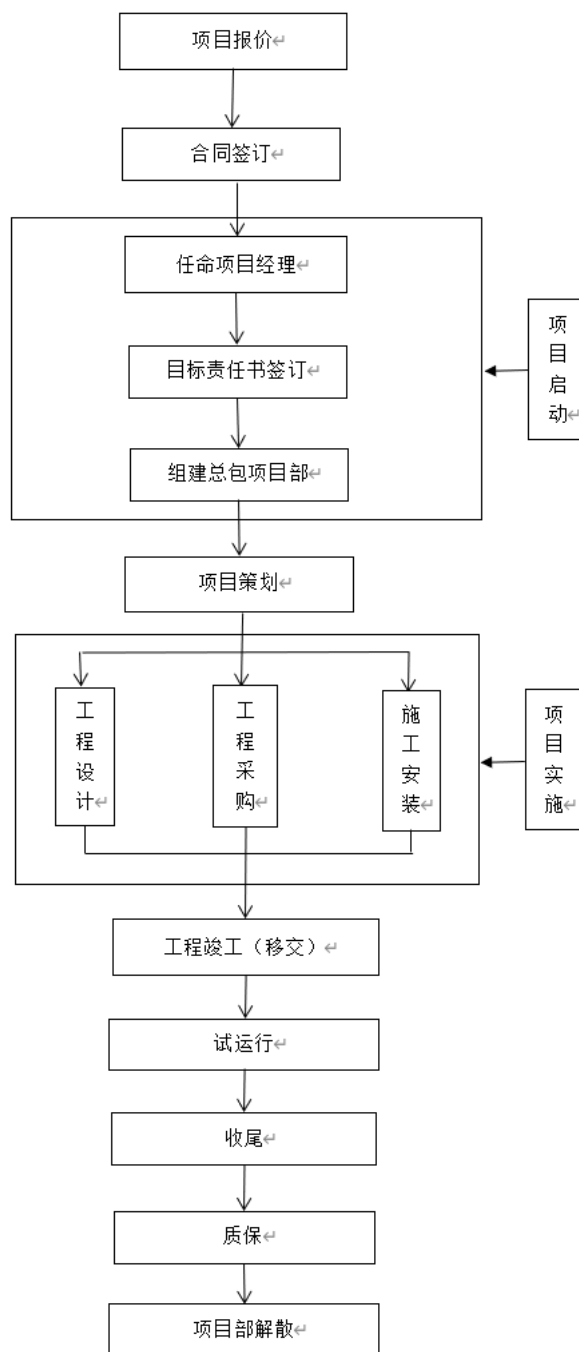 项目报价
合同签订
任命项目经理
目标责任书签订
组建总包项目部
项目启动
项目策划
工程设计
工程采购
施工安装
项目实施
工程竣工（移交）
试运行
收尾
质保
项目部解散